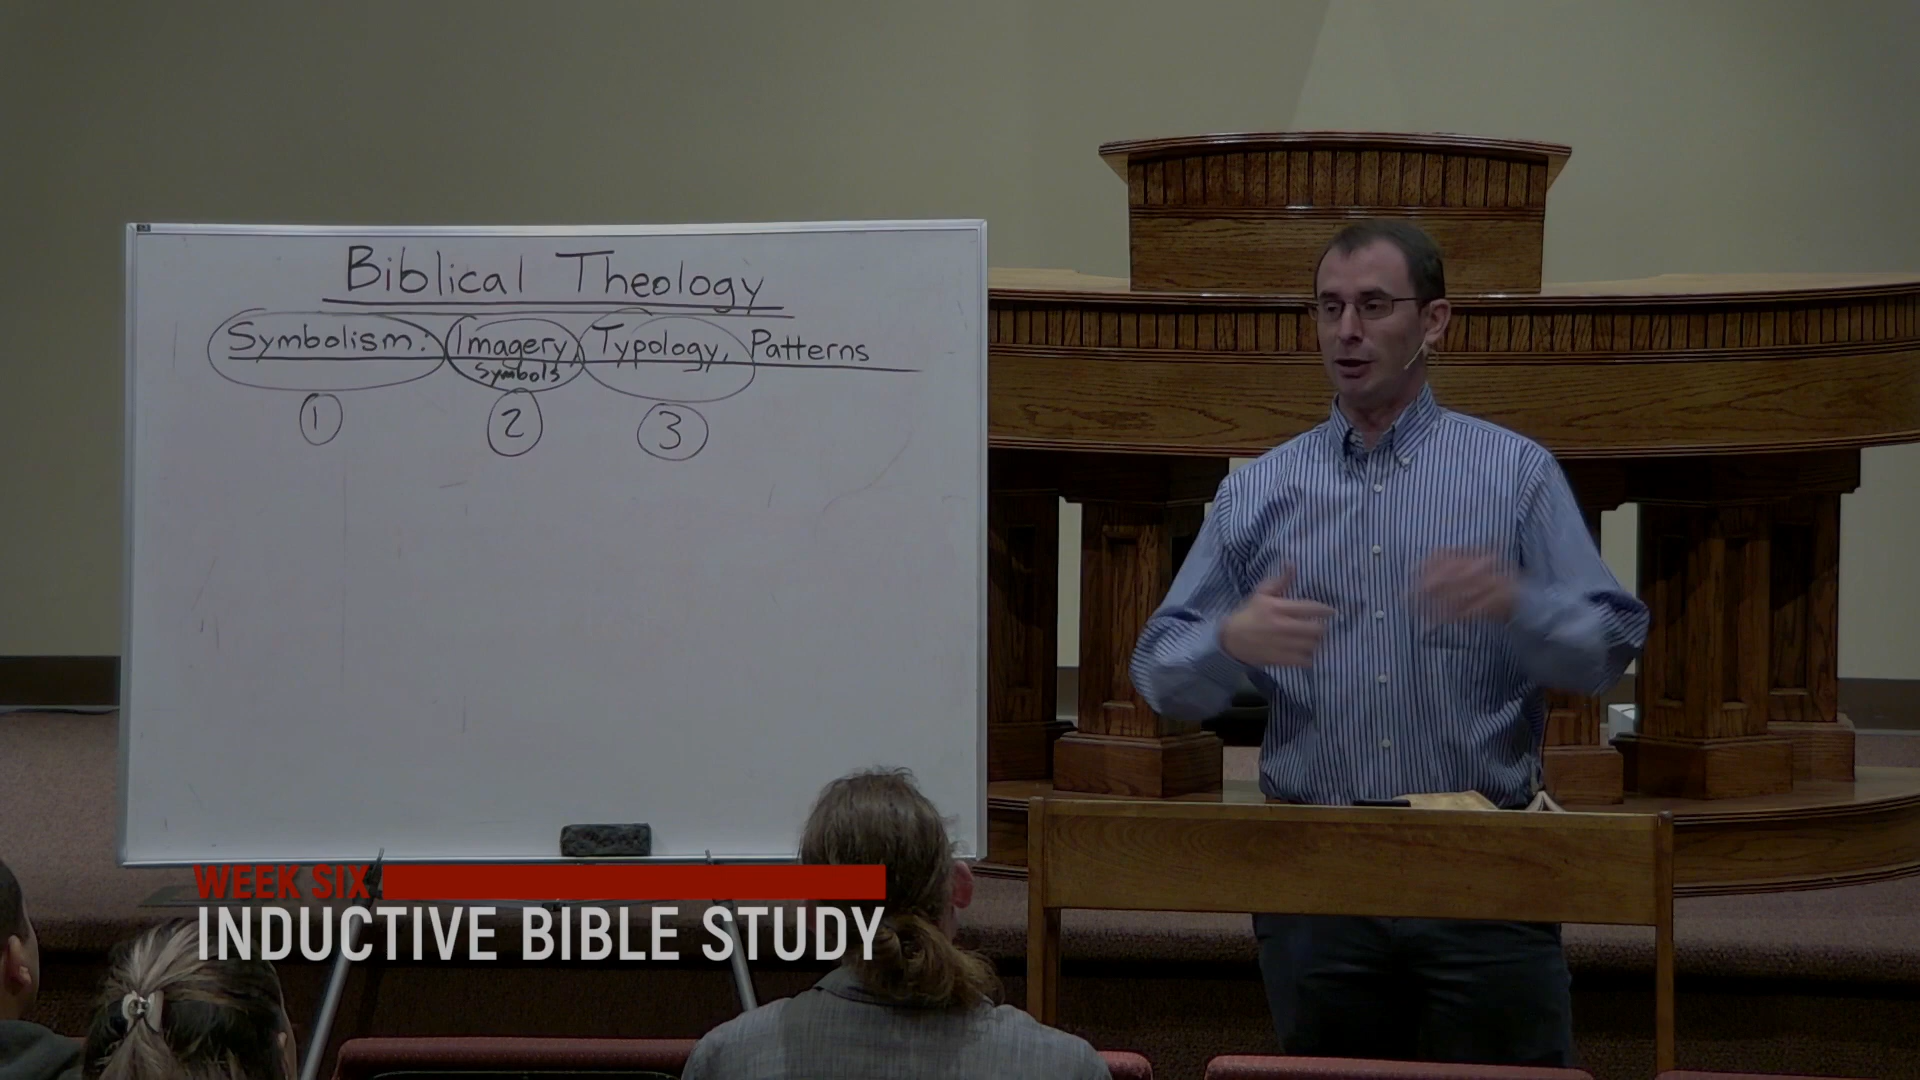 Biblical Theology
Symbolism: Imagery, Typology, Patterns
Symbols
1 2 3
WEEK SIX
INDUCTIVE BIBLE STUDY